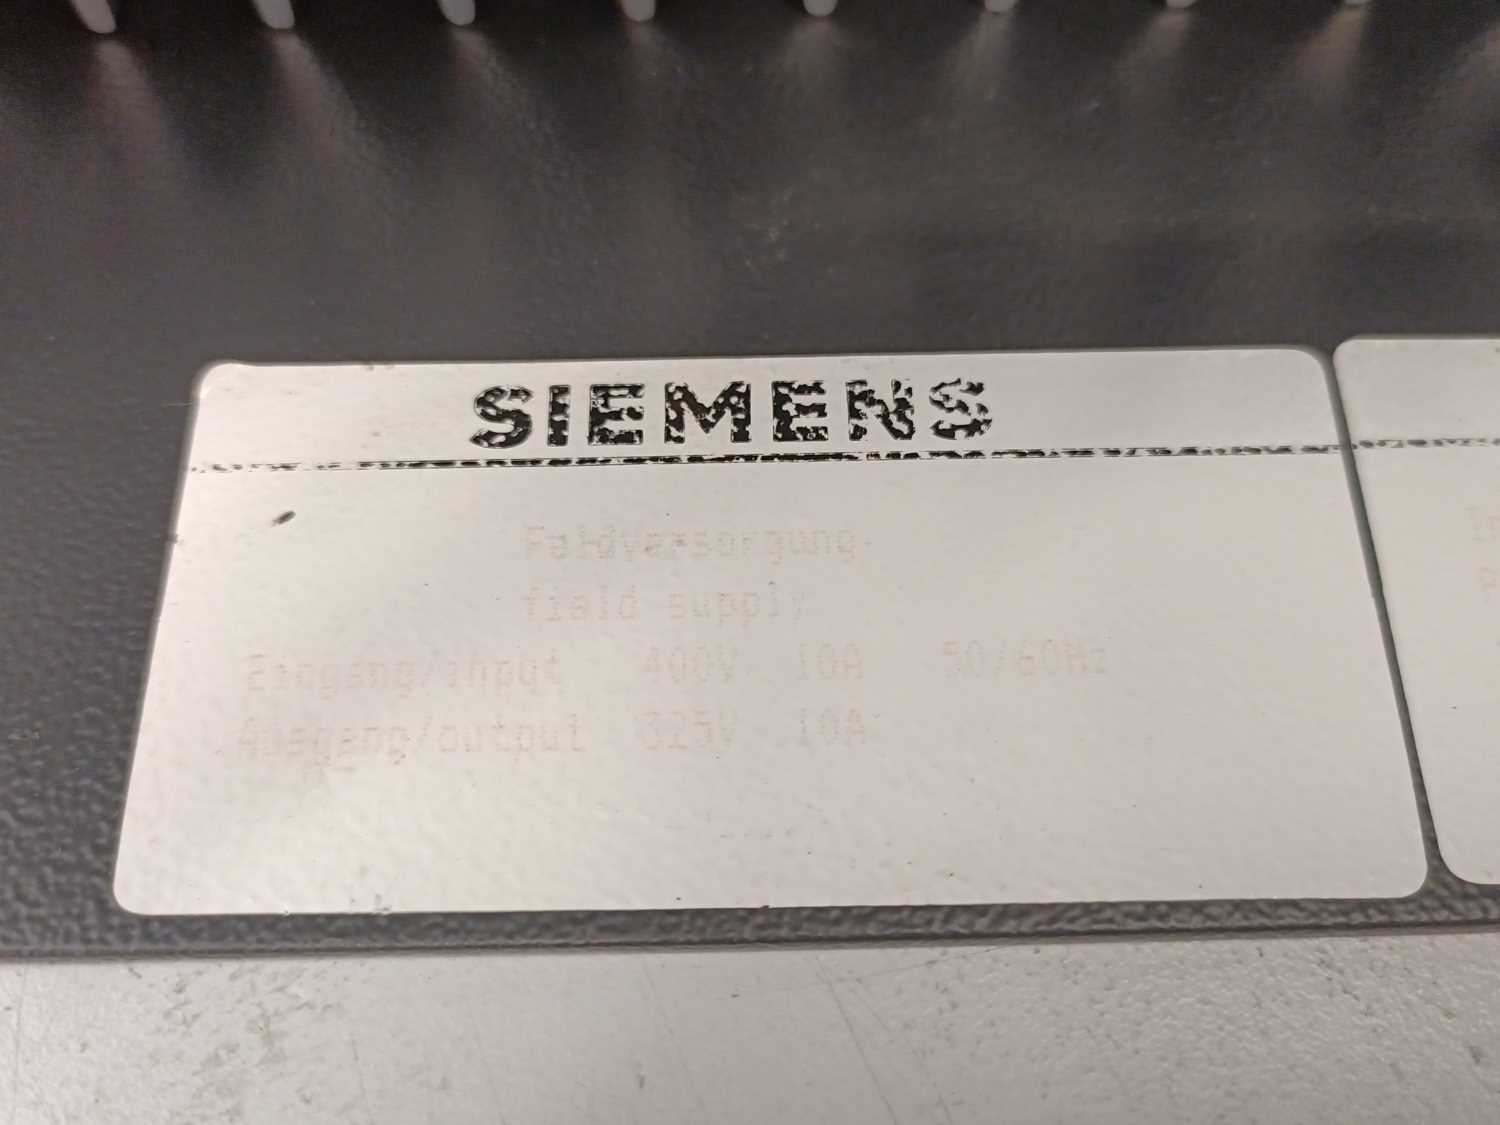 SIEMENS
Feldversorgung
field supply
Eingang/input 400V 10A 50/60Hz
Ausgang/output 325V 10A